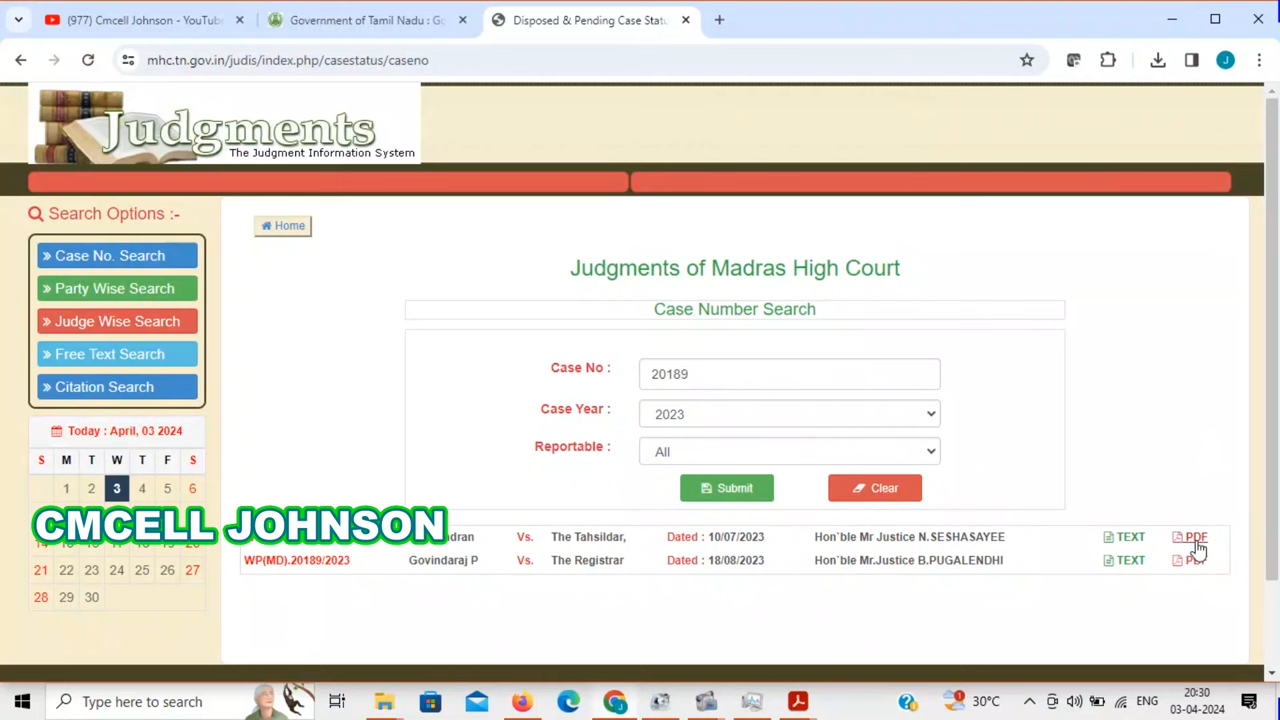 (977) Cmcell Johnson - YouTube
Government of Tamil Nadu : Go
Disposed & Pending Case Statu
mhc.tn.gov.in/judis/index.php/casestatus/caseno
J
Judgments
The Judgment Information System
Search Options :-
» Case No. Search
» Party Wise Search
» Judge Wise Search
» Free Text Search
» Citation Search
Today : April, 03 2024
S M T W T F S
1 2 3 4 5 6
21 22 23 24 25 26 27
28 29 30
Home
Judgments of Madras High Court
Case Number Search
Case No : 20189
Case Year : 2023
Reportable : All
Submit Clear
Vs. The Tahsildar, Dated : 10/07/2023 Hon`ble Mr Justice N.SESHASAYEE TEXT PDF
WP(MD).20189/2023 Govindaraj P Vs. The Registrar Dated : 18/08/2023 Hon`ble Mr.Justice B.PUGALENDHI TEXT
CMCELL JOHNSON
Type here to search
30°C
ENG
20:30
03-04-2024